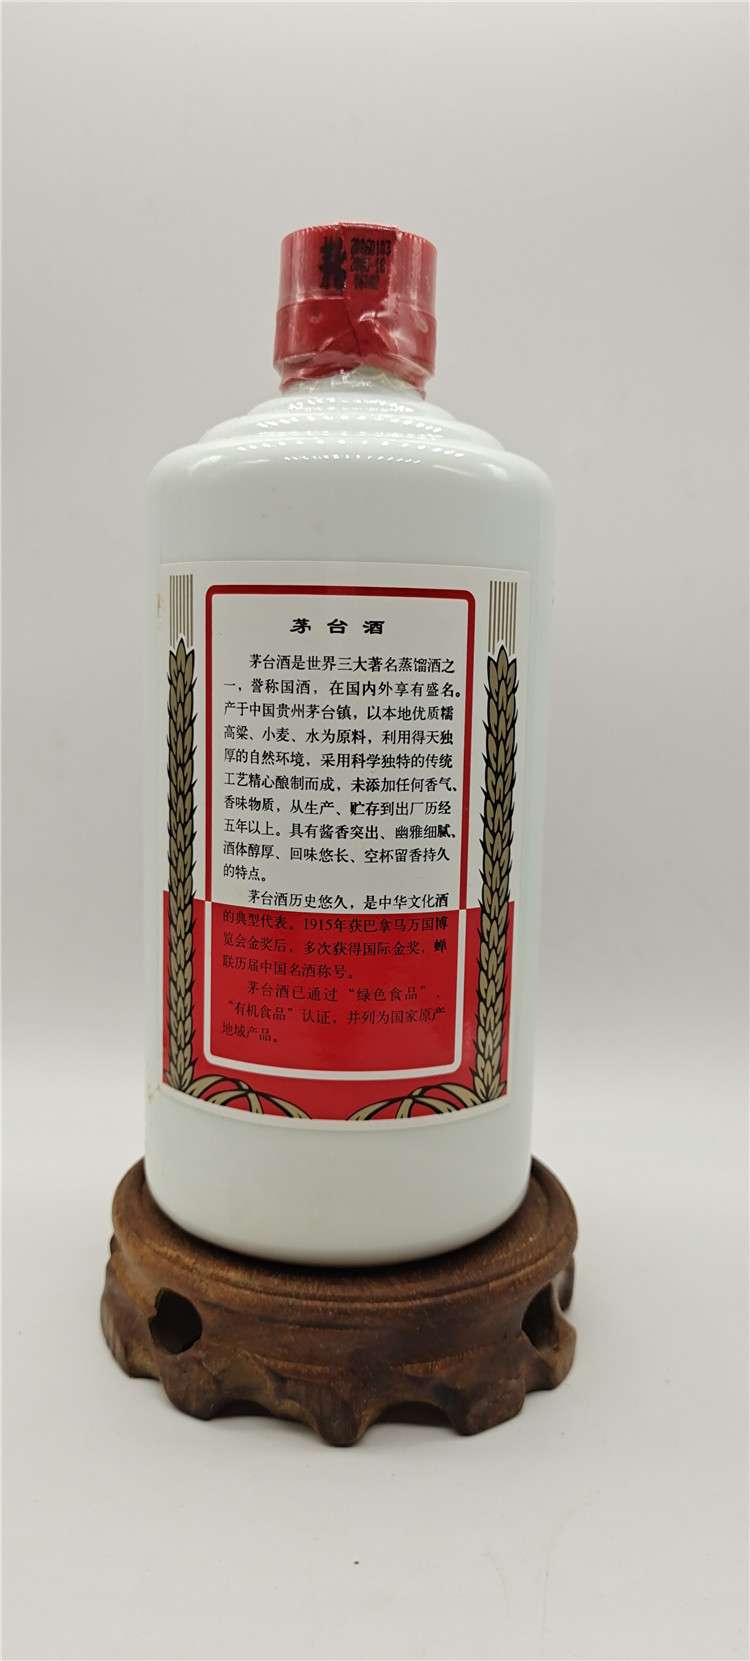 茅台酒
茅台酒是世界三大著名蒸馏酒之
一，誉称国酒，在国内外享有盛名。
产于中国贵州茅台镇，以本地优质糯
高粱、小麦、水为原料，利用得天独
厚的自然环境，采用科学独特的传统
工艺精心酿制而成，未添加任何香气、
香味物质，从生产、贮存到出厂历经
五年以上。具有酱香突出、幽雅细腻、
酒体醇厚、回味悠长、空杯留香持久
的特点。
茅台酒历史悠久，是中华文化酒
的典型代表。1915年获巴拿马万国博
览会金奖后，多次获得国际金奖，蝉
联历届中国名酒称号。
茅台酒已通过“绿色食品”、
“有机食品”认证，并列为国家原产
地域产品。